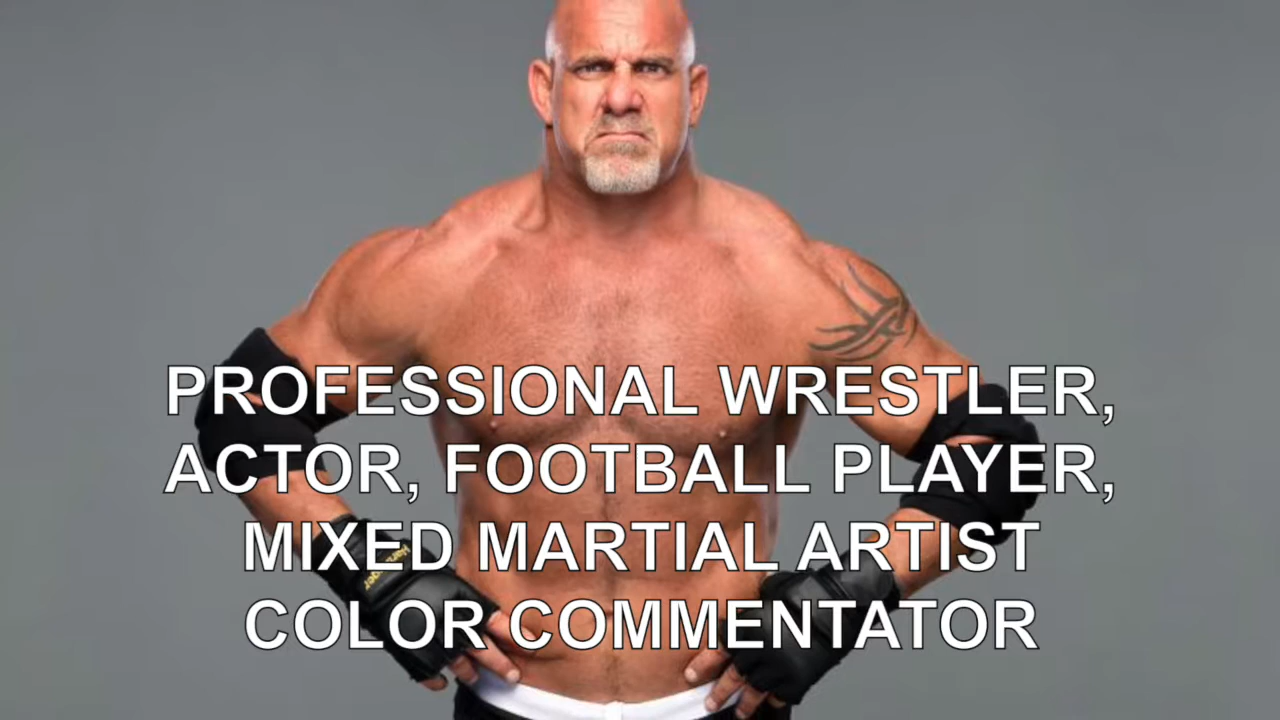 PROFESSIONAL WRESTLER,
ACTOR, FOOTBALL PLAYER,
MIXED MARTIAL ARTIST
COLOR COMMENTATOR